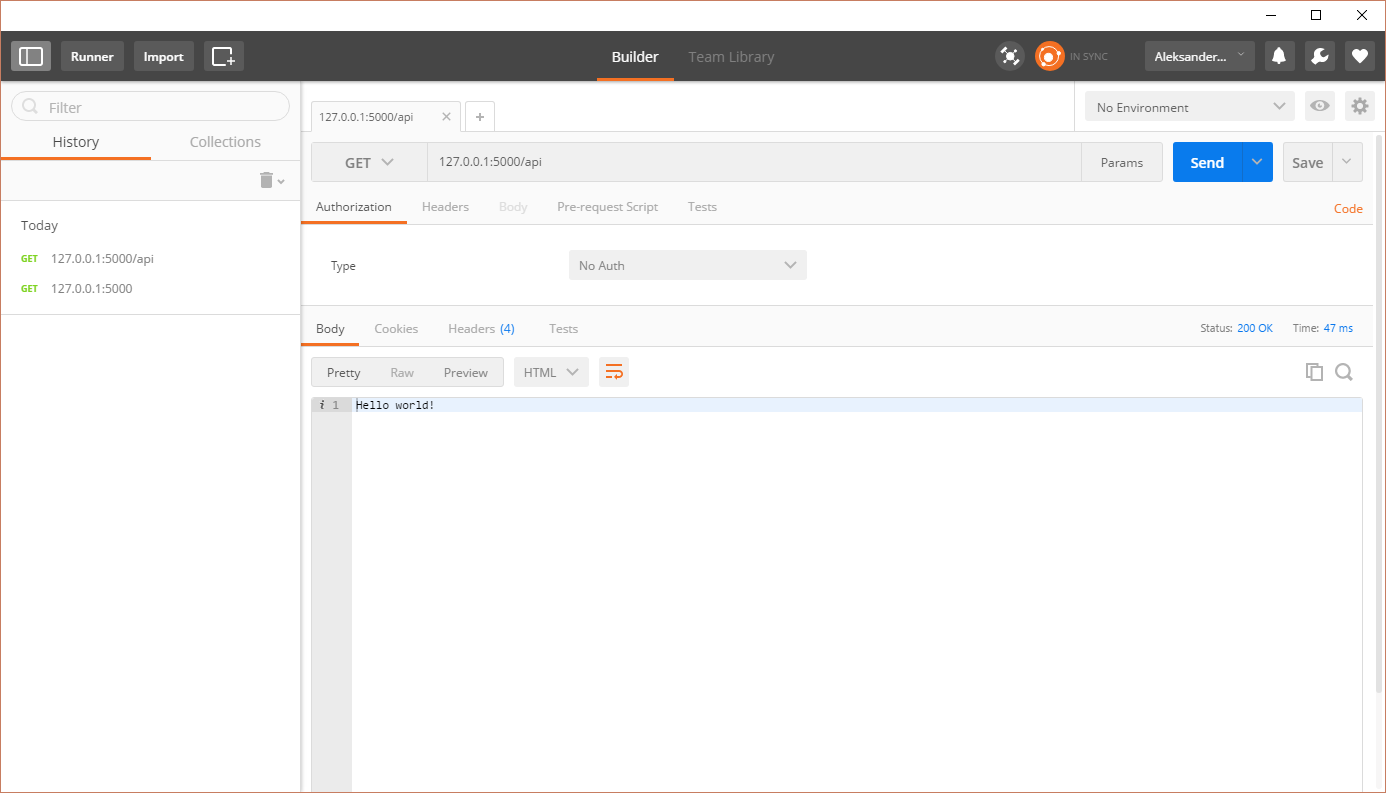 Runner Import Builder Team Library IN SYNC Aleksander...
Filter
History Collections
Today
GET 127.0.0.1:5000/api
GET 127.0.0.1:5000
127.0.0.1:5000/api + No Environment
GET 127.0.0.1:5000/api Params Send Save
Authorization Headers Body Pre-request Script Tests Code
Type No Auth
Body Cookies Headers (4) Tests Status: 200 OK Time: 47 ms
Pretty Raw Preview HTML
i 1 Hello world!